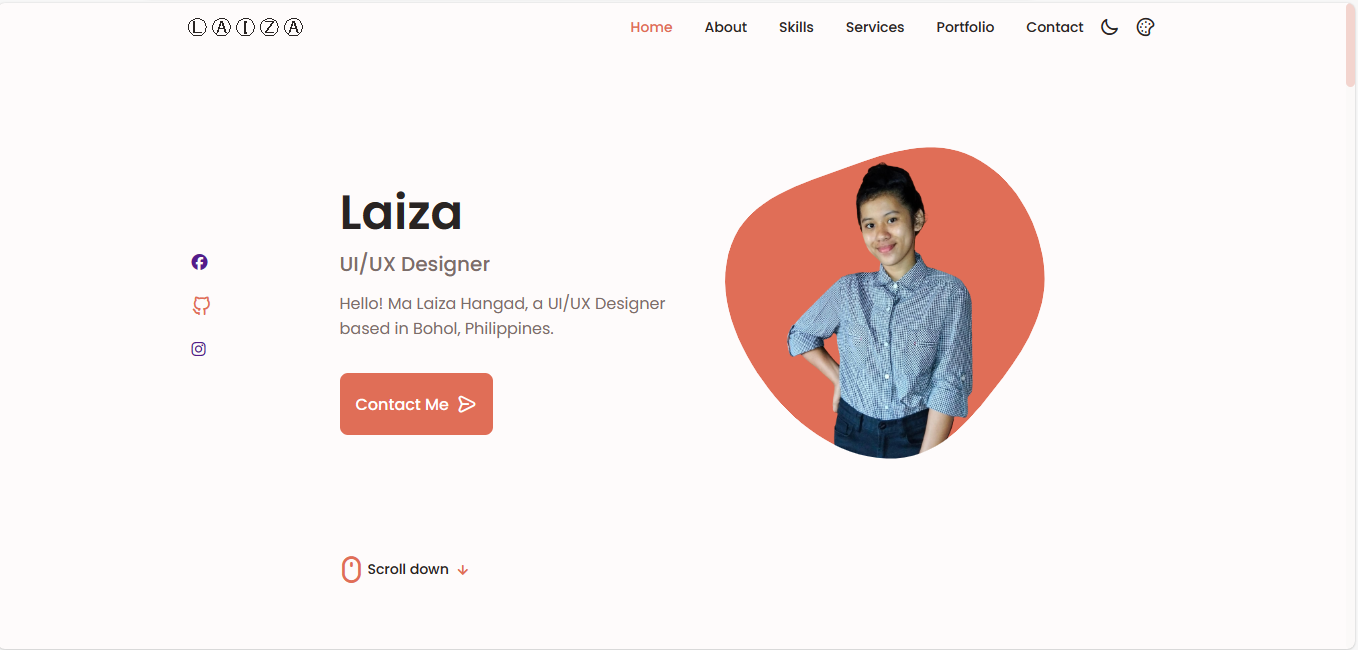 ⓁⒶⒾⓏⒶ
Home About Skills Services Portfolio Contact
Laiza
UI/UX Designer
Hello! Ma Laiza Hangad, a UI/UX Designer
based in Bohol, Philippines.
Contact Me
Scroll down